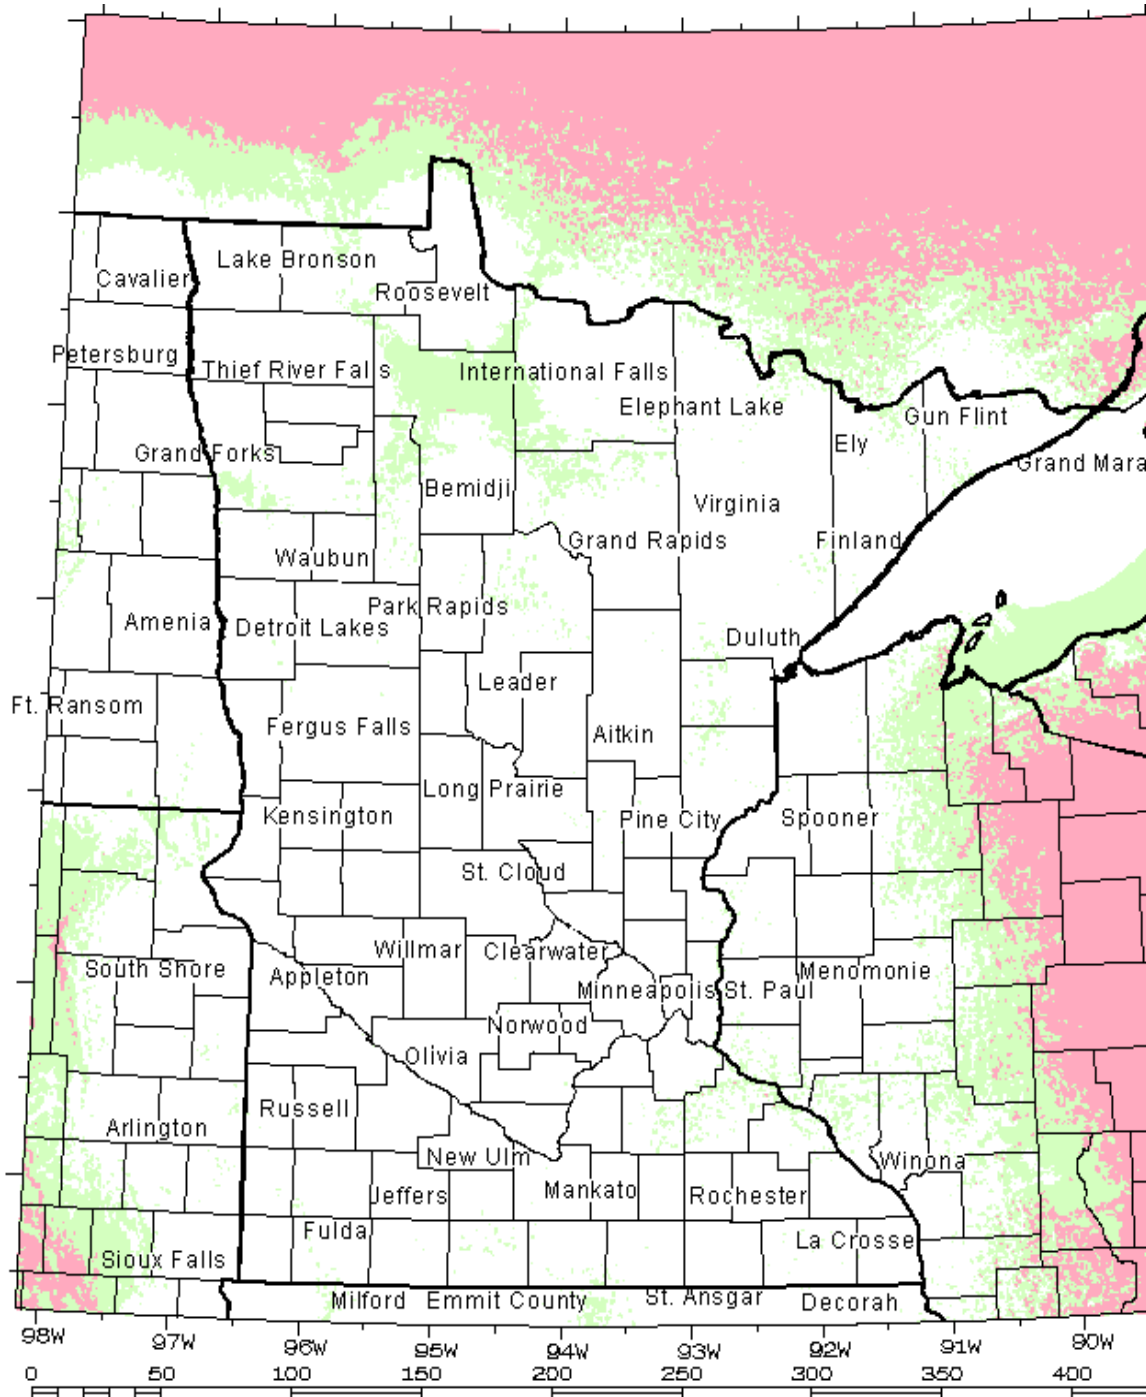 Lake Bronson
Cavalier
Roosevelt
Petersburg
Thief River Falls
International Falls
Elephant Lake
Gun Flint
Ely
Grand Forks
Grand Mara
Bemidji
Virginia
Grand Rapids
Finland
Waubun
Park Rapids
Amenia
Detroit Lakes
Duluth
Leader
Ft. Ransom
Fergus Falls
Aitkin
Long Prairie
Kensington
Pine City
Spooner
St. Cloud
Willmar
Clearwater
South Shore
Appleton
Menomonie
Minneapolis St. Paul
Norwood
Olivia
Russell
Arlington
New Ulm
Winona
Jeffers
Mankato
Rochester
Fulda
La Crosse
Sioux Falls
Milford
Emmit County
St. Ansgar
Decorah
98W 97W 96W 95W 94W 93W 92W 91W 80W
0 50 100 150 200 250 300 350 400